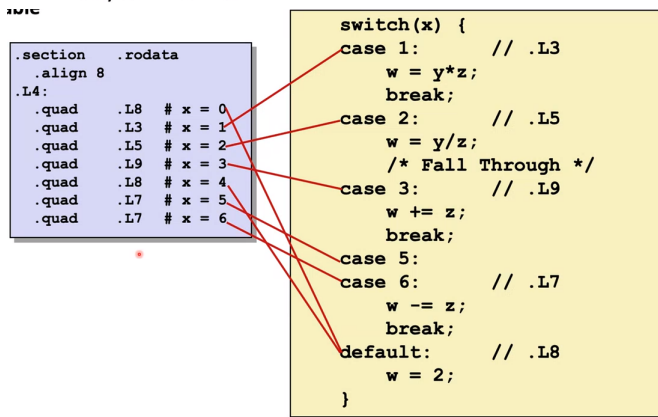 .section .rodata
.align 8
.L4:
.quad .L8 # x = 0
.quad .L3 # x = 1
.quad .L5 # x = 2
.quad .L9 # x = 3
.quad .L8 # x = 4
.quad .L7 # x = 5
.quad .L7 # x = 6
switch(x) {
case 1: // .L3
w = y*z;
break;
case 2: // .L5
w = y/z;
/* Fall Through */
case 3: // .L9
w += z;
break;
case 5:
case 6: // .L7
w -= z;
break;
default: // .L8
w = 2;
}